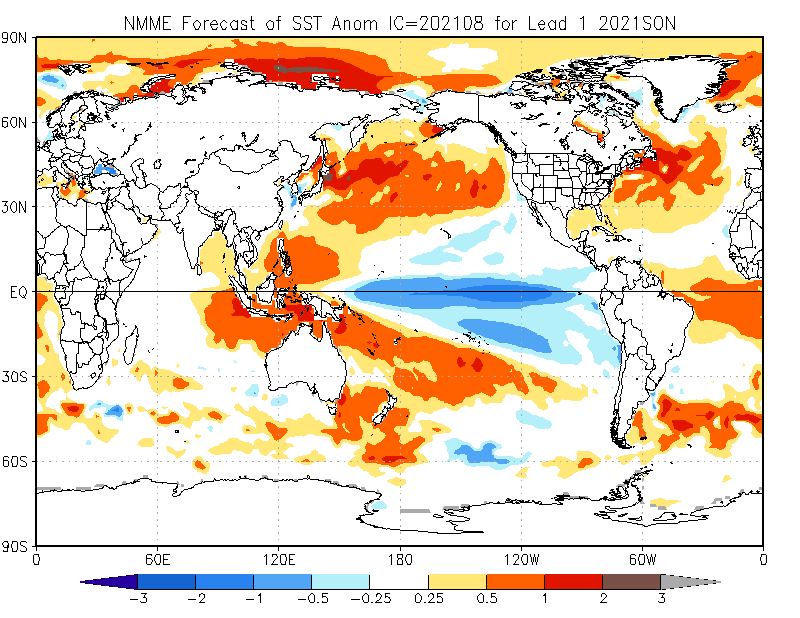 NMME Forecast of SST Anom IC=202108 for Lead 1 2021SON
90N
60N
30N
EQ
30S
60S
90S
0 60E 120E 180 120W 60W 0
-3 -2 -1 -0.5 -0.25 0.25 0.5 1 2 3